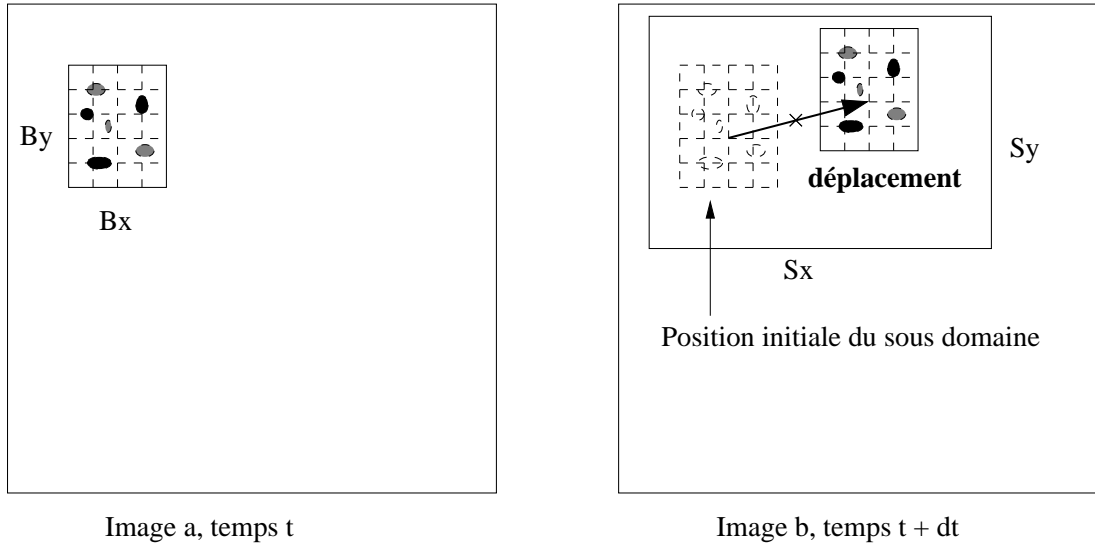 By
Bx
Image a, temps t
déplacement
Sy
Sx
Position initiale du sous domaine
Image b, temps t + dt